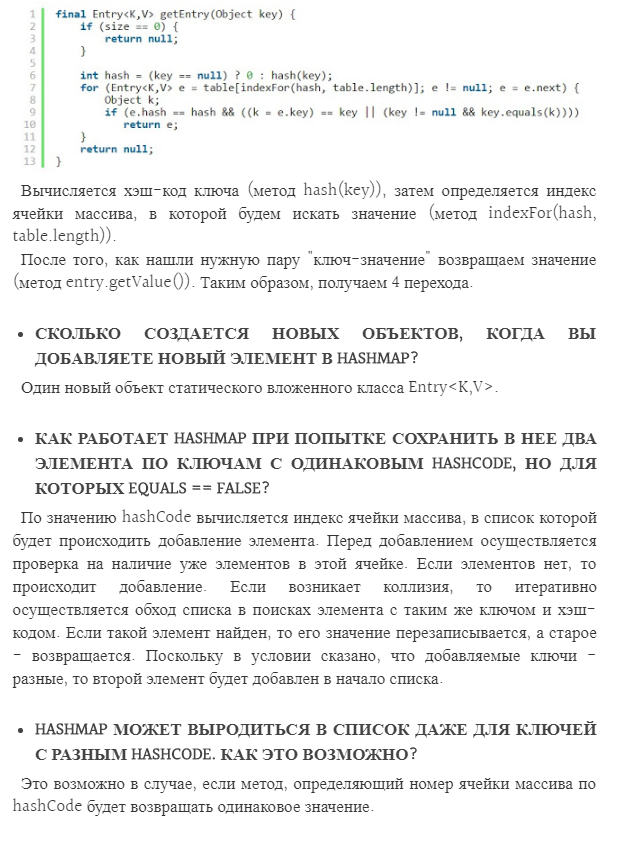 1 final Entry<K,V> getEntry(Object key) {
2     if (size == 0) {
3         return null;
4     }
5
6     int hash = (key == null) ? 0 : hash(key);
7     for (Entry<K,V> e = table[indexFor(hash, table.length)]; e != null; e = e.next) {
8         Object k;
9         if (e.hash == hash && ((k = e.key) == key || (key != null && key.equals(k))))
10            return e;
11    }
12    return null;
13 }
Вычисляется хэш-код ключа (метод hash(key)), затем определяется индекс
ячейки массива, в которой будем искать значение (метод indexFor(hash,
table.length)).
После того, как нашли нужную пару "ключ-значение" возвращаем значение
(метод entry.getValue()). Таким образом, получаем 4 перехода.
• СКОЛЬКО СОЗДАЕТСЯ НОВЫХ ОБЪЕКТОВ, КОГДА ВЫ
ДОБАВЛЯЕТЕ НОВЫЙ ЭЛЕМЕНТ В HASHMAP?
Один новый объект статического вложенного класса Entry<K,V>.
• КАК РАБОТАЕТ HASHMAP ПРИ ПОПЫТКЕ СОХРАНИТЬ В НЕЕ ДВА
ЭЛЕМЕНТА ПО КЛЮЧАМ С ОДИНАКОВЫМ HASHCODE, НО ДЛЯ
КОТОРЫХ EQUALS == FALSE?
По значению hashCode вычисляется индекс ячейки массива, в список которой
будет происходить добавление элемента. Перед добавлением осуществляется
проверка на наличие уже элементов в этой ячейке. Если элементов нет, то
происходит добавление. Если возникает коллизия, то итеративно
осуществляется обход списка в поисках элемента с таким же ключом и хэш-
кодом. Если такой элемент найден, то его значение перезаписывается, а старое
- возвращается. Поскольку в условии сказано, что добавляемые ключи -
разные, то второй элемент будет добавлен в начало списка.
• HASHMAP МОЖЕТ ВЫРОДИТЬСЯ В СПИСОК ДАЖЕ ДЛЯ КЛЮЧЕЙ
С РАЗНЫМ HASHCODE. КАК ЭТО ВОЗМОЖНО?
Это возможно в случае, если метод, определяющий номер ячейки массива по
hashCode будет возвращать одинаковое значение.